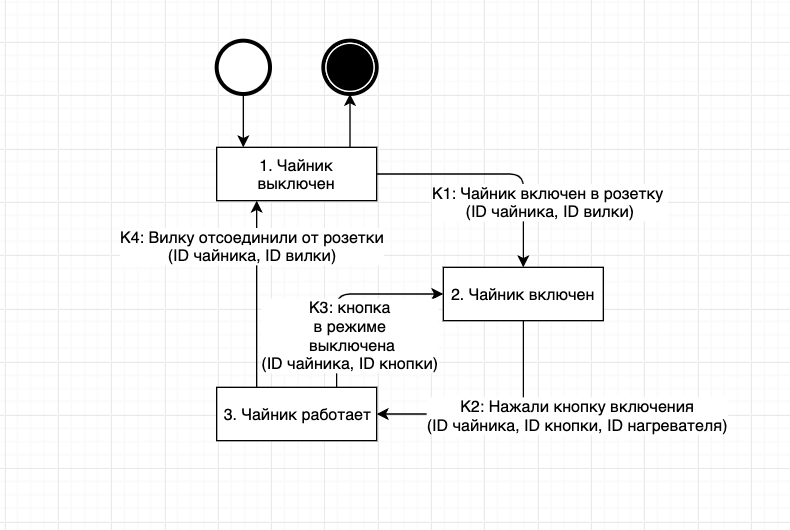 1. Чайник
выключен
K1: Чайник включен в розетку
(ID чайника, ID вилки)
K4: Вилку отсоединили от розетки
(ID чайника, ID вилки)
2. Чайник включен
K3: кнопка
в режиме
выключена
(ID чайника, ID кнопки)
3. Чайник работает
K2: Нажали кнопку включения
(ID чайника, ID кнопки, ID нагревателя)